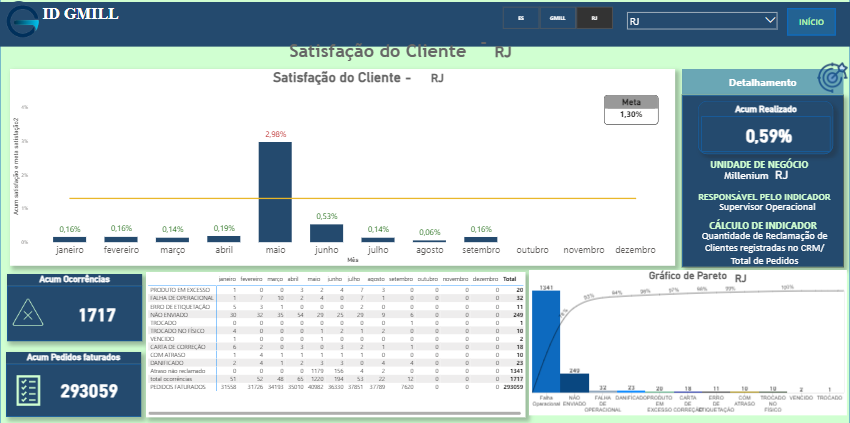 ID GMILL
ES GMILL RJ
RJ
INÍCIO
Satisfação do Cliente - RJ
Satisfação do Cliente - RJ
Meta
1,30%
Acum satisfação e meta satisfação2
4%
3%
2%
1%
0%
0,16% 0,16% 0,14% 0,19% 2,98% 0,53% 0,14% 0,06% 0,16%
janeiro fevereiro março abril maio junho julho agosto setembro outubro novembro dezembro
Mês
Detalhamento
Acum Realizado
0,59%
UNIDADE DE NEGÓCIO
Millenium RJ
RESPONSÁVEL PELO INDICADOR
Supervisor Operacional
CÁLCULO DE INDICADOR
Quantidade de Reclamação de
Clientes registradas no CRM/
Total de Pedidos
Acum Ocorrências
1717
Acum Pedidos faturados
293059
janeiro fevereiro março abril maio junho julho agosto setembro outubro novembro dezembro Total
PRODUTO EM EXCESSO 1 0 0 3 2 4 7 3 0 0 0 0 20
FALHA DE OPERACIONAL 1 7 10 2 4 0 7 1 0 0 0 0 32
ERRO DE ETIQUETAÇÃO 5 3 1 0 0 2 0 0 0 0 0 11
NÃO ENVIADO 30 32 35 54 29 25 29 9 6 0 0 0 249
TROCADO 0 0 0 0 0 0 0 0 1 0 0 0 1
TROCADO NO FÍSICO 4 0 0 0 1 2 1 2 0 0 0 0 10
VENCIDO 1 0 0 0 1 0 0 0 0 0 0 0 2
CARTA DE CORREÇÃO 6 2 0 3 0 3 2 1 0 0 0 18
COM ATRASO 1 4 1 1 1 1 1 0 0 0 0 0 10
DANIFICADO 2 4 1 2 3 3 0 4 4 0 0 0 23
Atraso não reclamado 0 0 0 0 1179 156 4 2 0 0 0 0 1341
total ocorrências 51 52 48 65 1220 194 53 22 12 0 0 0 1717
PEDIDOS FATURADOS 31558 31726 34193 35010 40982 36330 37851 37789 7620 0 0 0 293059
Gráfico de Pareto RJ
1341 249 32 23 20 18 11 10 10 2 1
78% 93% 94% 96% 97% 98% 99% 100%
Falha Operacional
NÃO ENVIADO
FALHA DE OPERACIONAL
DANIFICADO
PRODUTO EM EXCESSO
CARTA DE CORREÇÃO
ERRO DE ETIQUETAÇÃO
COM ATRASO
TROCADO NO FÍSICO
VENCIDO
TROCADO